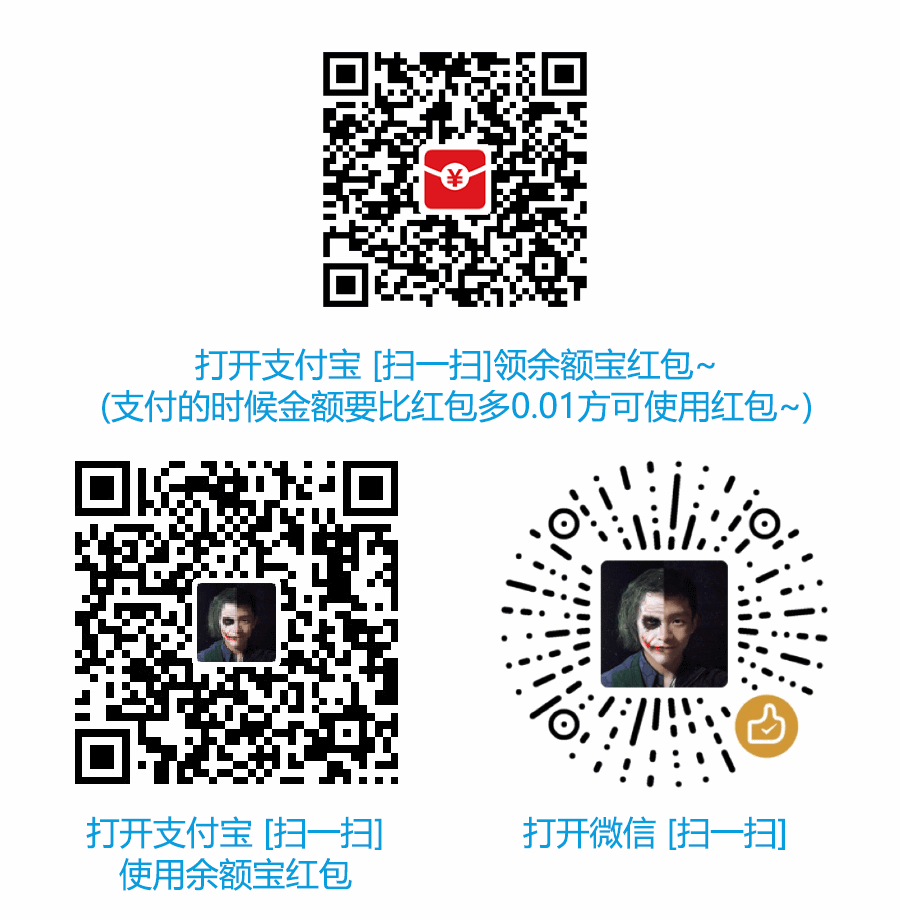 ¥
打开支付宝 [扫一扫]领余额宝红包~
(支付的时候金额要比红包多0.01方可使用红包~)
打开支付宝 [扫一扫]
使用余额宝红包
打开微信 [扫一扫]